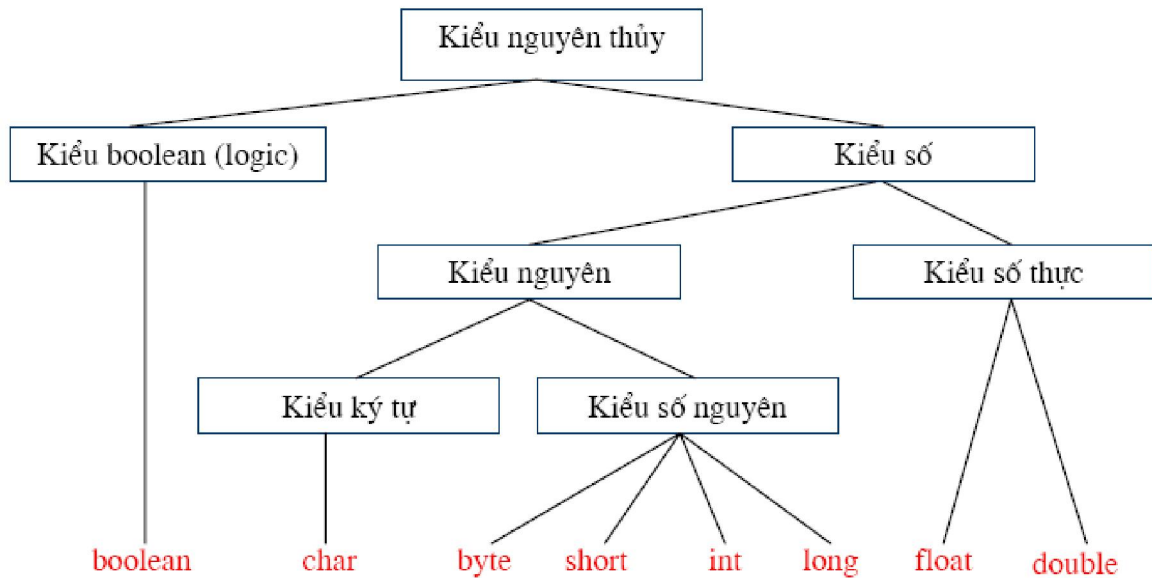 Kiểu nguyên thủy
Kiểu boolean (logic)
Kiểu số
Kiểu nguyên
Kiểu số thực
Kiểu ký tự
Kiểu số nguyên
boolean
char
byte
short
int
long
float
double